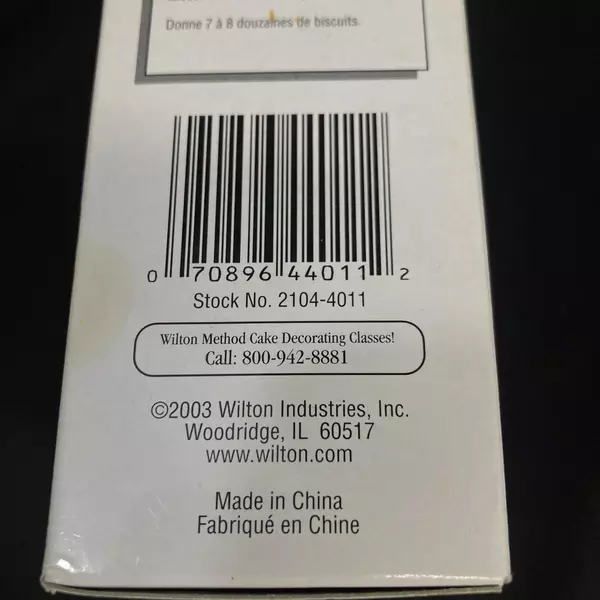 Donne 7 à 8 douzaines de biscuits.
0 70896 44011 2
Stock No. 2104-4011
Wilton Method Cake Decorating Classes!
Call: 800-942-8881
©2003 Wilton Industries, Inc.
Woodridge, IL 60517
www.wilton.com
Made in China
Fabriqué en Chine